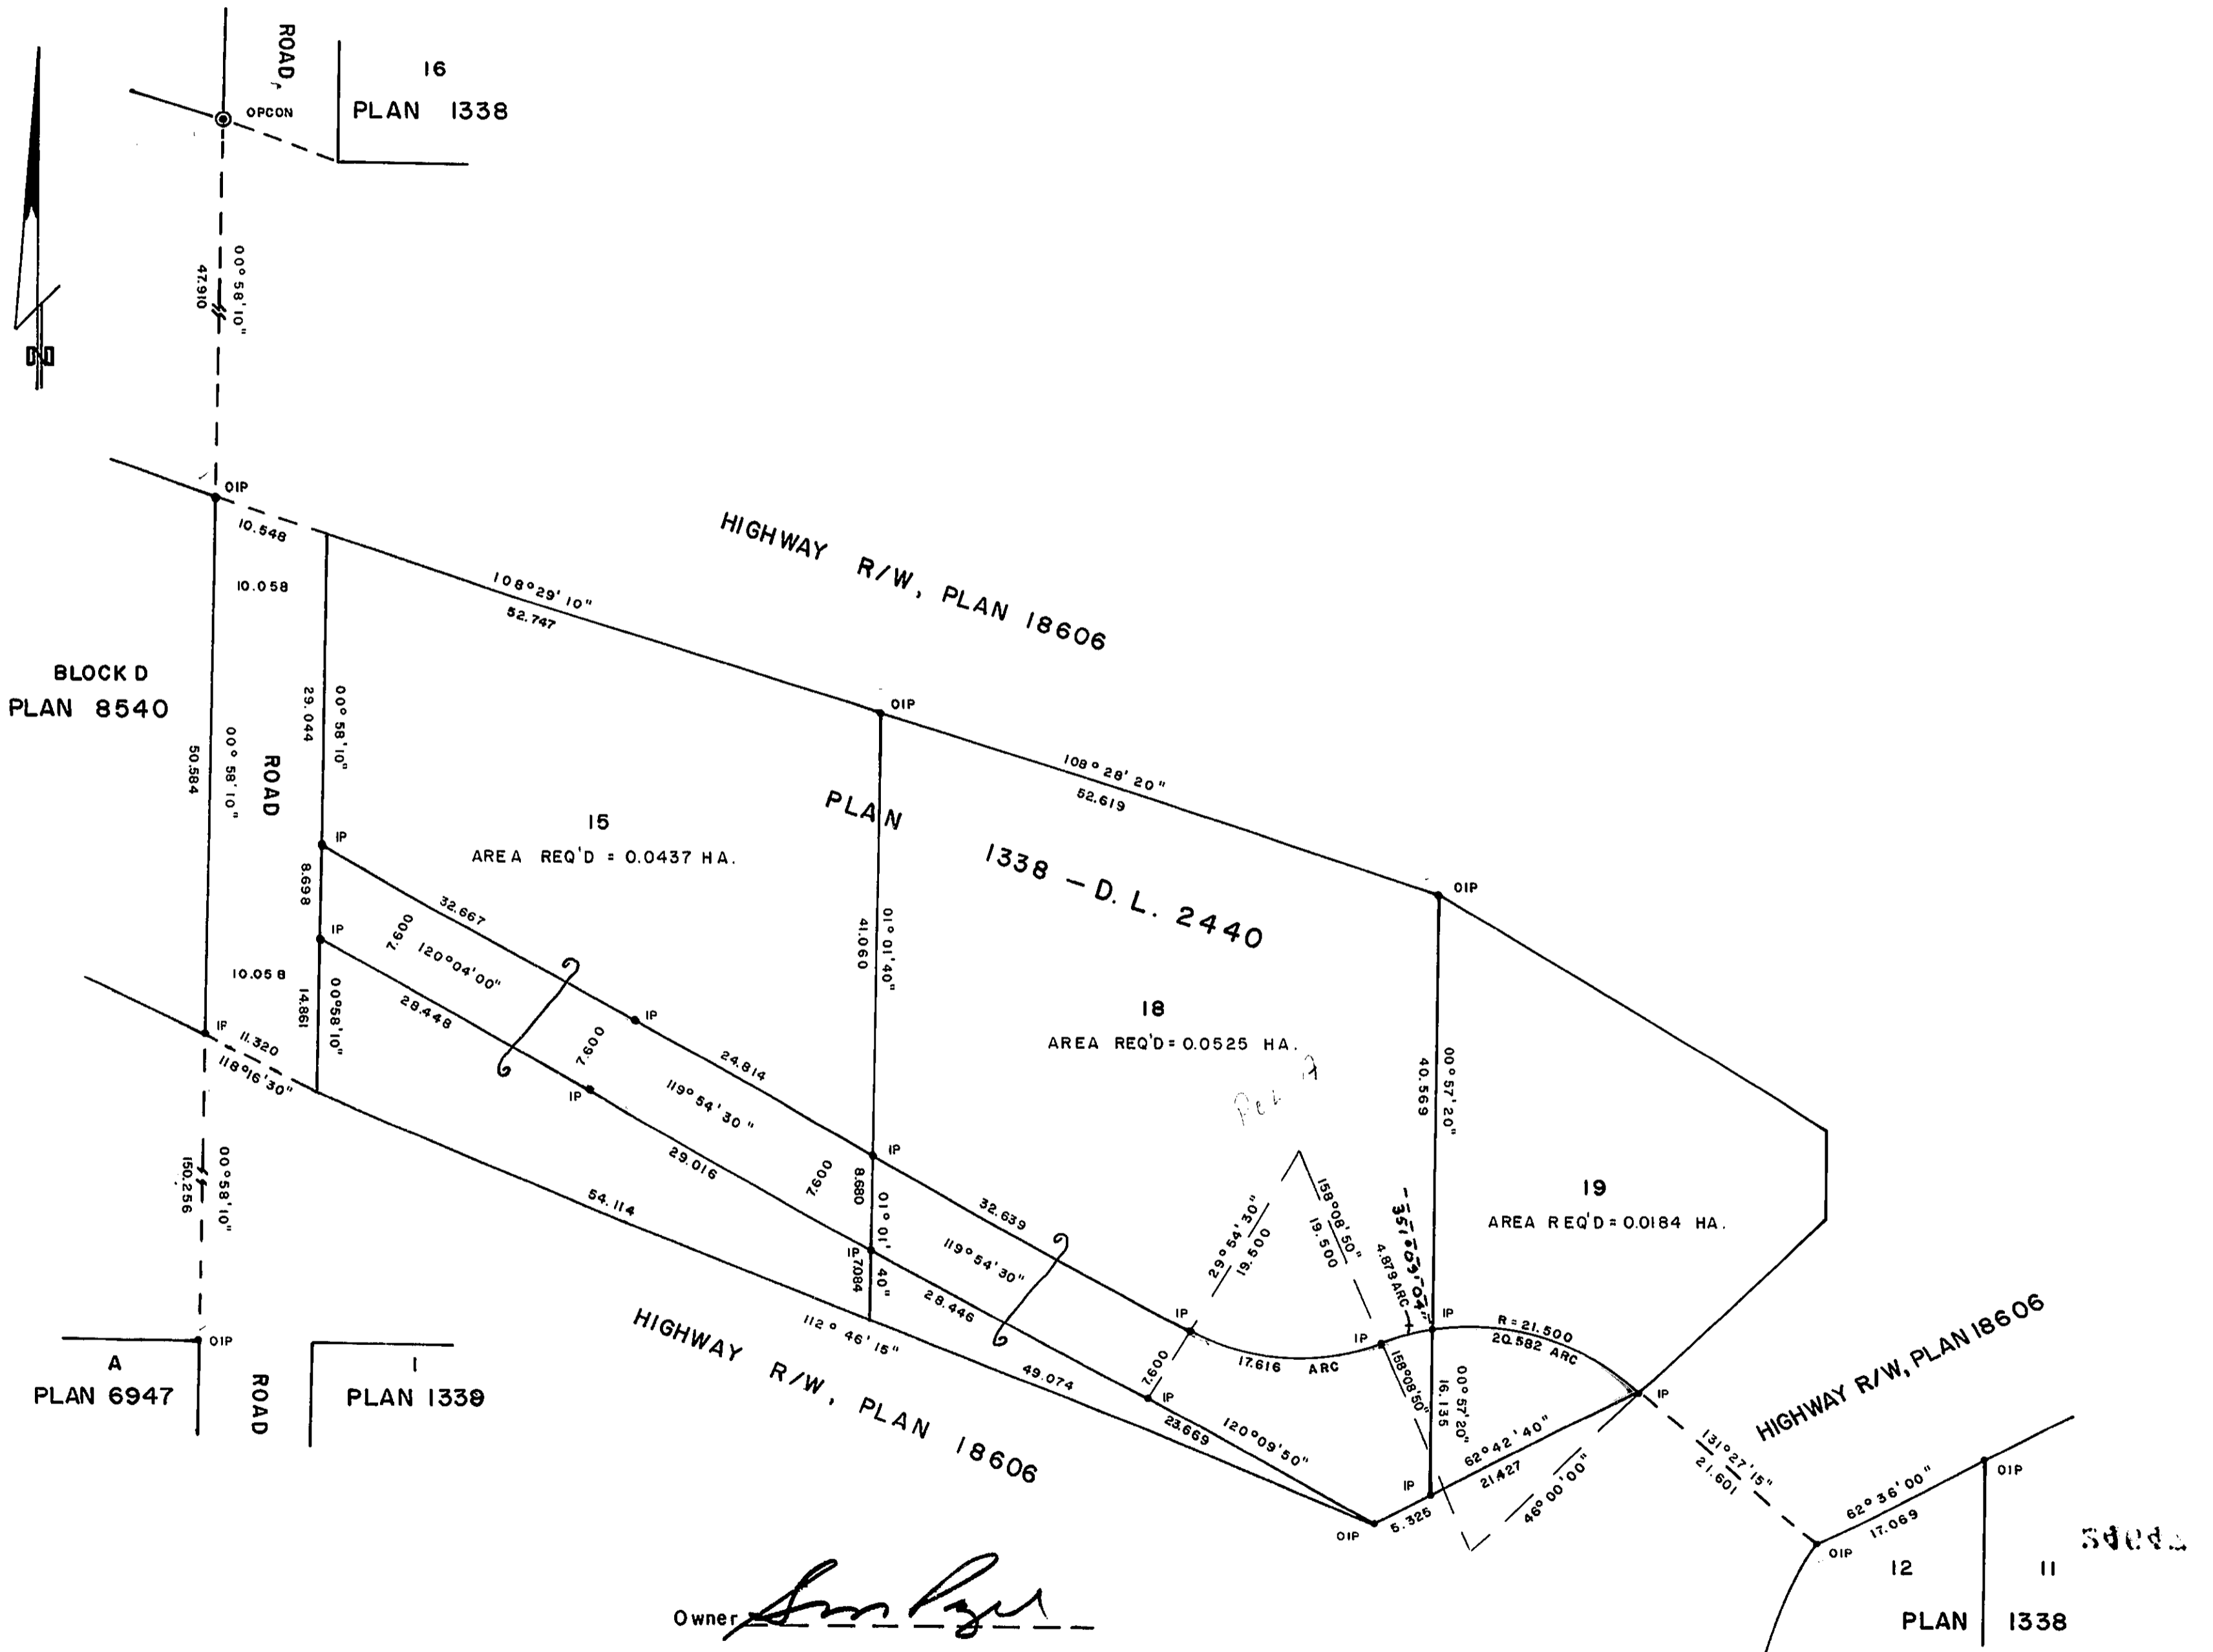 ROAD,
16
PLAN 1338
OPCON
00° 58' 10"
47.910
N
OIP
10.548
10.058
HIGHWAY R/W, PLAN 18606
108° 29' 10"
52.747
BLOCK D
PLAN 8540
00° 58' 10"
29.044
00° 58' 10"
50.584
ROAD
OIP
108° 28' 20"
52.619
PLAN
1338 – D. L. 2440
15
AREA REQ'D = 0.0437 HA.
IP
8.698
32.667
7.600
120°04'00"
IP
28.448
10.058
14.861
00°58'10"
01° 01' 40"
41.060
OIP
18
AREA REQ'D = 0.0525 HA.
IP
7.600
24.814
119° 54' 30"
IP
29.016
IP
11.320
118°16'30"
00° 57' 20"
40.569
00°58'10"
150.256
54.114
7.600
IP
8.680
01° 01' 40"
32.639
119° 54' 30"
IP
7.084
28.446
29° 54' 30"
19.500
158°08'50"
19.500
351°09'04"
4.879 ARC
19
AREA REQ'D = 0.0184 HA.
IP
IP
IP
R = 21.500
20.582 ARC
17.616 ARC
7.600
IP
158°08'50"
00° 57' 20"
16.135
IP
HIGHWAY R/W, PLAN 18606
112° 46' 15"
49.074
23.669
120°09'50"
62° 42' 40"
21.427
IP
5.325
OIP
46° 00' 00"
131° 27' 15"
21.601
HIGHWAY R/W, PLAN 18606
62° 36' 00"
17.069
OIP
OIP
12
11
PLAN 1338
OIP
A
PLAN 6947
ROAD
1
PLAN 1339
Owner